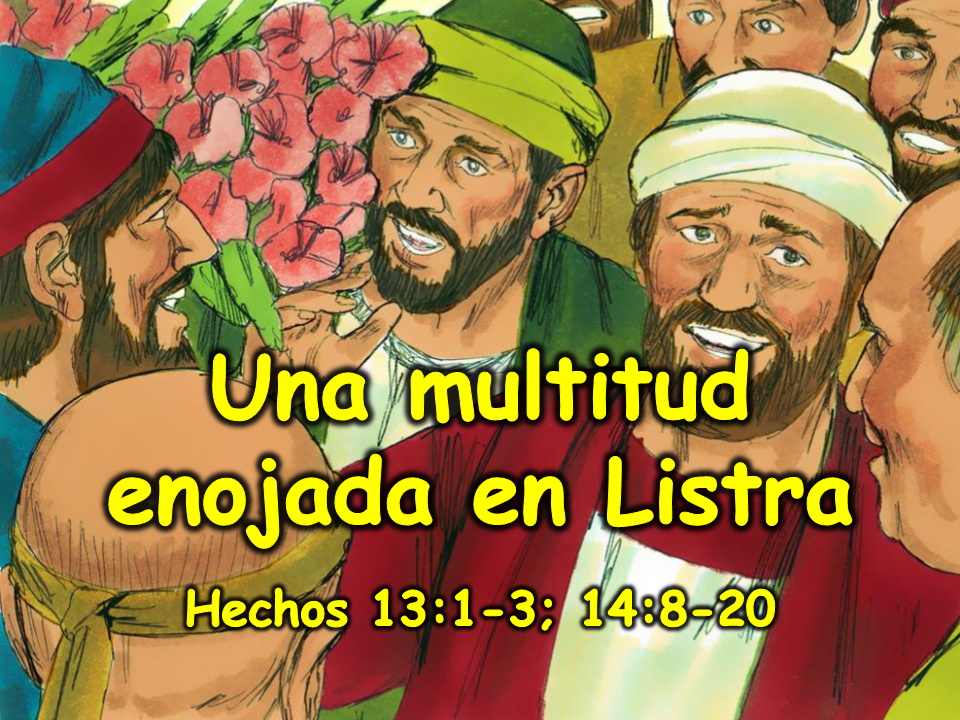 Una multitud
enojada en Listra
Hechos 13:1-3; 14:8-20